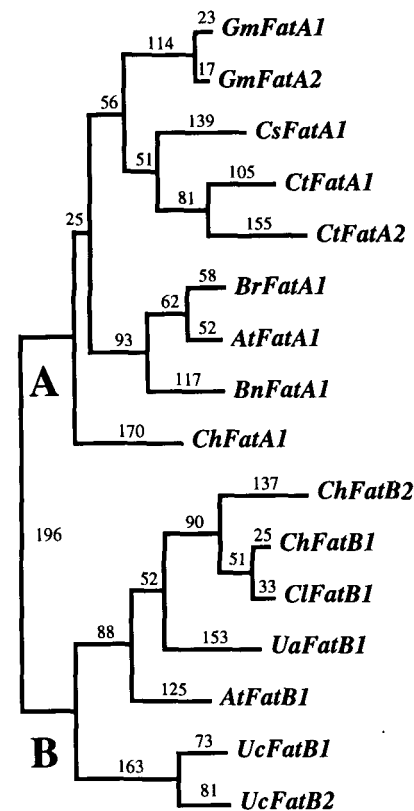 23
GmFatA1
114
17
GmFatA2
56
139
CsFatA1
51
105
CtFatA1
81
155
CtFatA2
25
58
BrFatA1
62
52
AtFatA1
93
117
BnFatA1
A
170
ChFatA1
137
ChFatB2
90
25
ChFatB1
196
51
33
ClFatB1
52
153
UaFatB1
88
125
AtFatB1
B
73
UcFatB1
163
81
UcFatB2